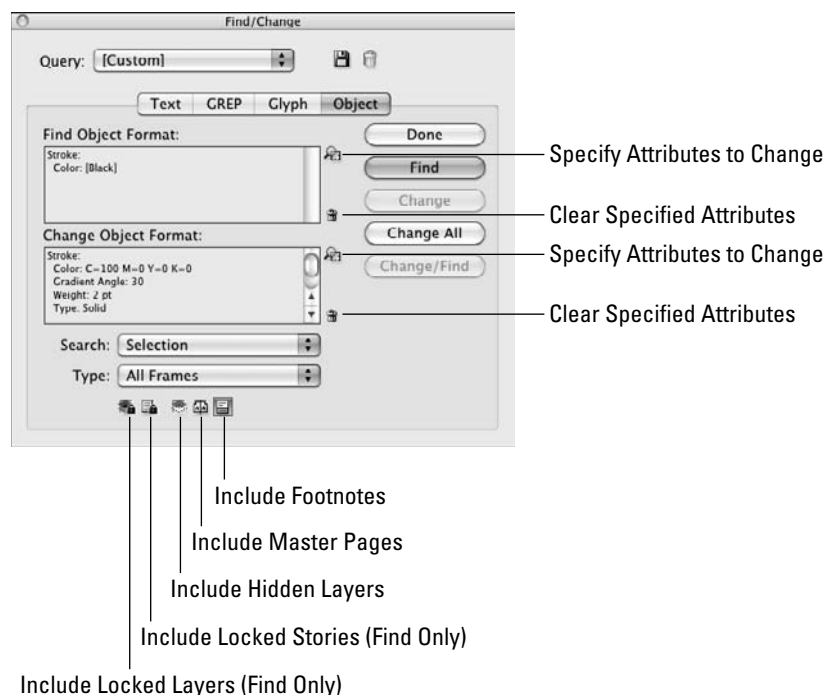 Find/Change
Query: [Custom]
Text GREP Glyph Object
Find Object Format:
Stroke:
Color: [Black]
Done
Find
Change
Change All
Change/Find
Specify Attributes to Change
Clear Specified Attributes
Specify Attributes to Change
Clear Specified Attributes
Change Object Format:
Stroke:
Color: C=100 M=0 Y=0 K=0
Gradient Angle: 30
Weight: 2 pt
Type. Solid
Search: Selection
Type: All Frames
Include Footnotes
Include Master Pages
Include Hidden Layers
Include Locked Stories (Find Only)
Include Locked Layers (Find Only)